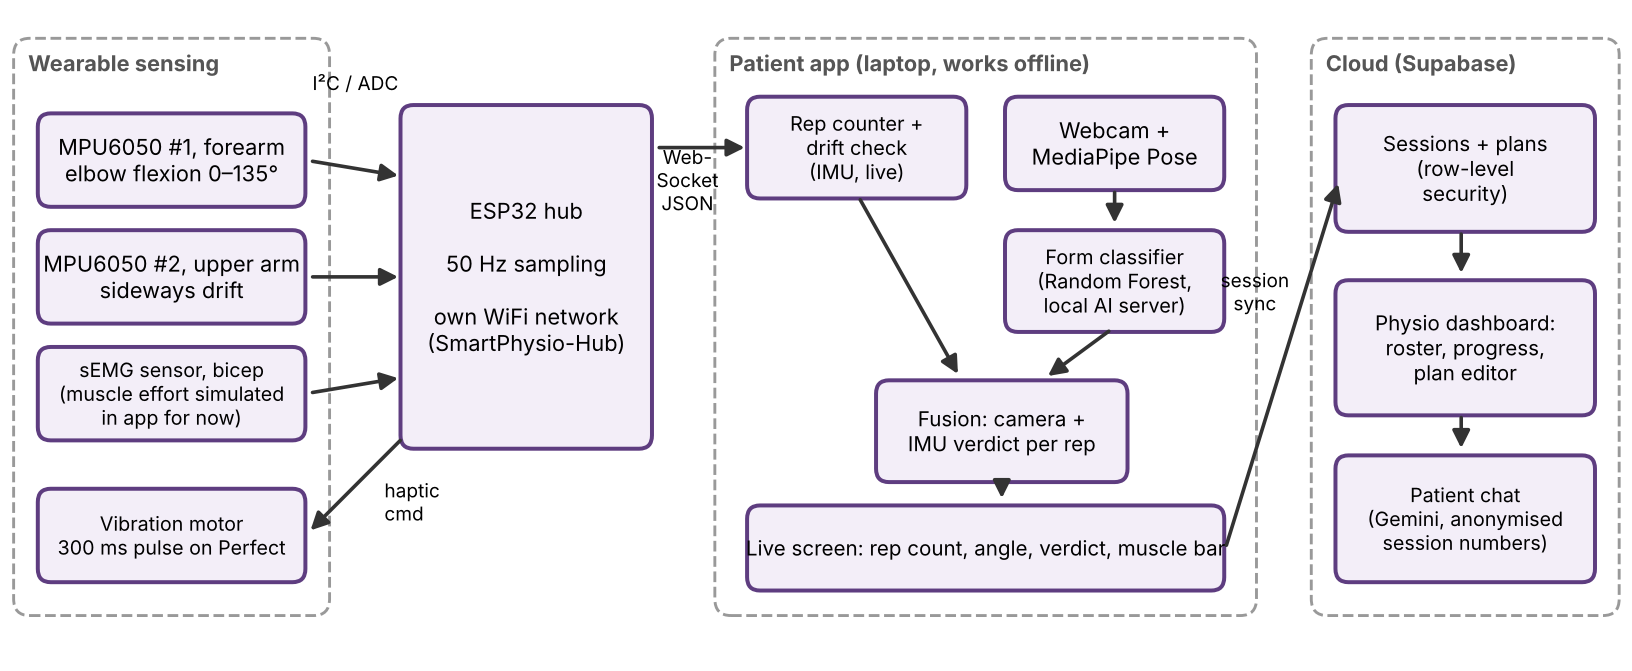 Wearable sensing
MPU6050 #1, forearm
elbow flexion 0–135°
MPU6050 #2, upper arm
sideways drift
sEMG sensor, bicep
(muscle effort simulated
in app for now)
Vibration motor
300 ms pulse on Perfect
I²C / ADC
ESP32 hub
50 Hz sampling
own WiFi network
(SmartPhysio-Hub)
haptic
cmd
Web-
Socket
JSON
Patient app (laptop, works offline)
Rep counter +
drift check
(IMU, live)
Webcam +
MediaPipe Pose
Form classifier
(Random Forest,
local AI server)
Fusion: camera +
IMU verdict per rep
Live screen: rep count, angle, verdict, muscle bar
session
sync
Cloud (Supabase)
Sessions + plans
(row-level
security)
Physio dashboard:
roster, progress,
plan editor
Patient chat
(Gemini, anonymised
session numbers)